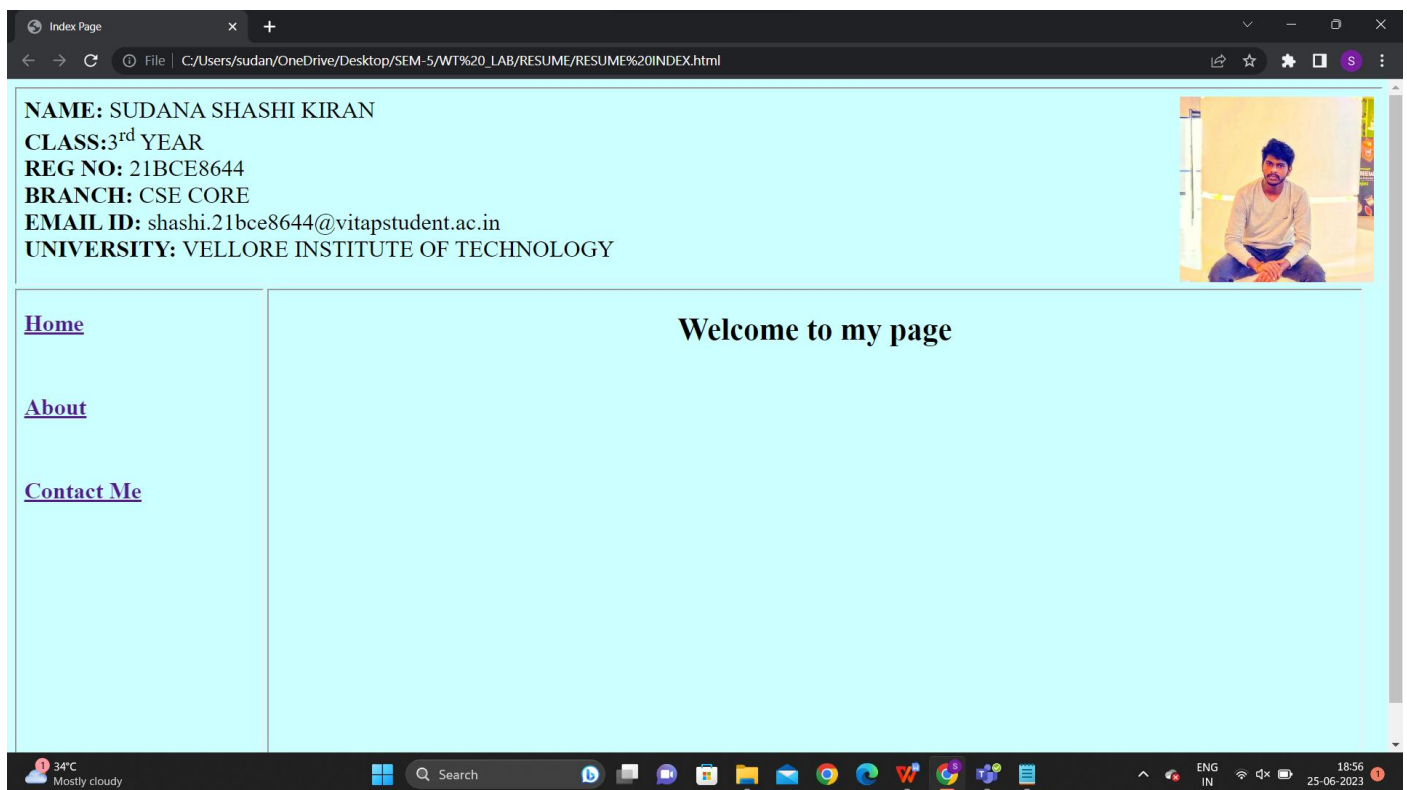 Index Page
File | C:/Users/sudan/OneDrive/Desktop/SEM-5/WT%20_LAB/RESUME/RESUME%20INDEX.html
S
NAME: SUDANA SHASHI KIRAN
CLASS:3rd YEAR
REG NO: 21BCE8644
BRANCH: CSE CORE
EMAIL ID: shashi.21bce8644@vitapstudent.ac.in
UNIVERSITY: VELLORE INSTITUTE OF TECHNOLOGY
Home
Welcome to my page
About
Contact Me
1
34°C
Mostly cloudy
Search
ENG
IN
18:56
25-06-2023
1